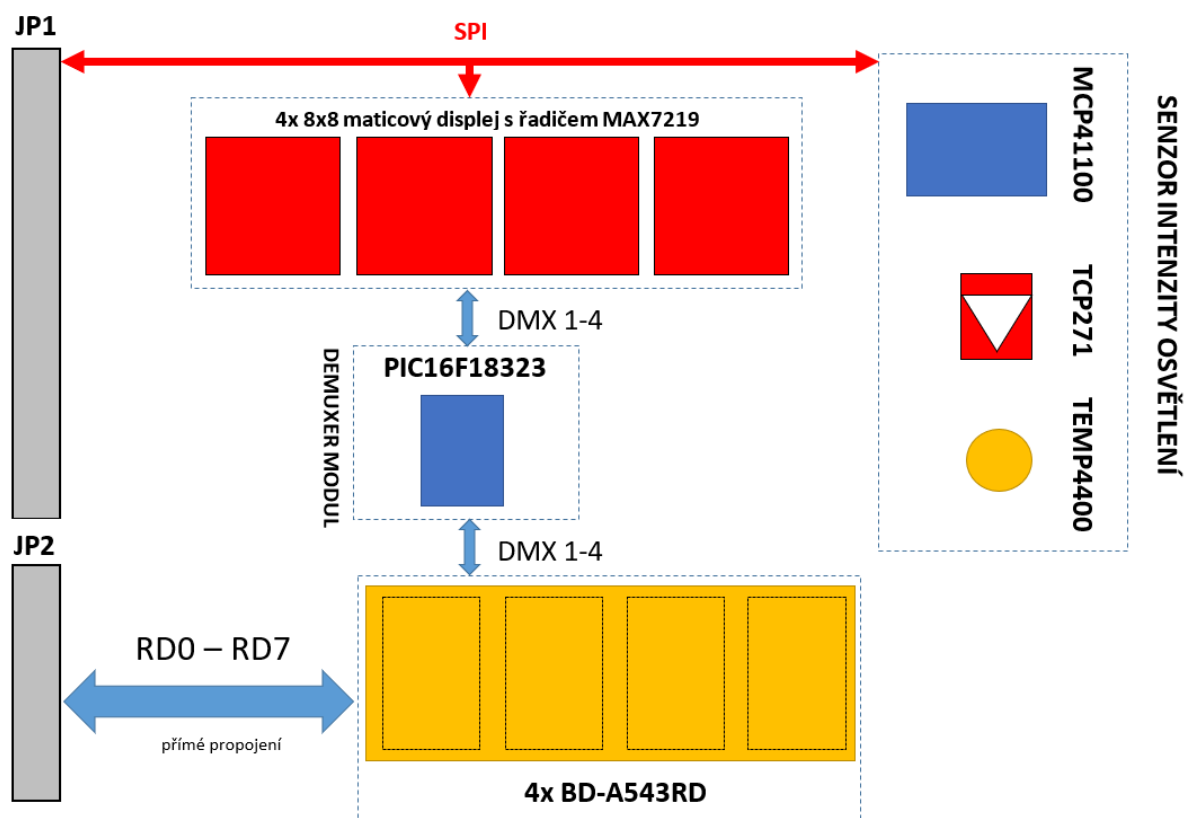 JP1
SPI
4x 8x8 maticový displej s řadičem MAX7219
DMX 1-4
DEMUXER MODUL
PIC16F18323
DMX 1-4
MCP41100
TCP271
TEMP4400
SENZOR INTENZITY OSVĚTLENÍ
JP2
RD0 – RD7
přímé propojení
4x BD-A543RD